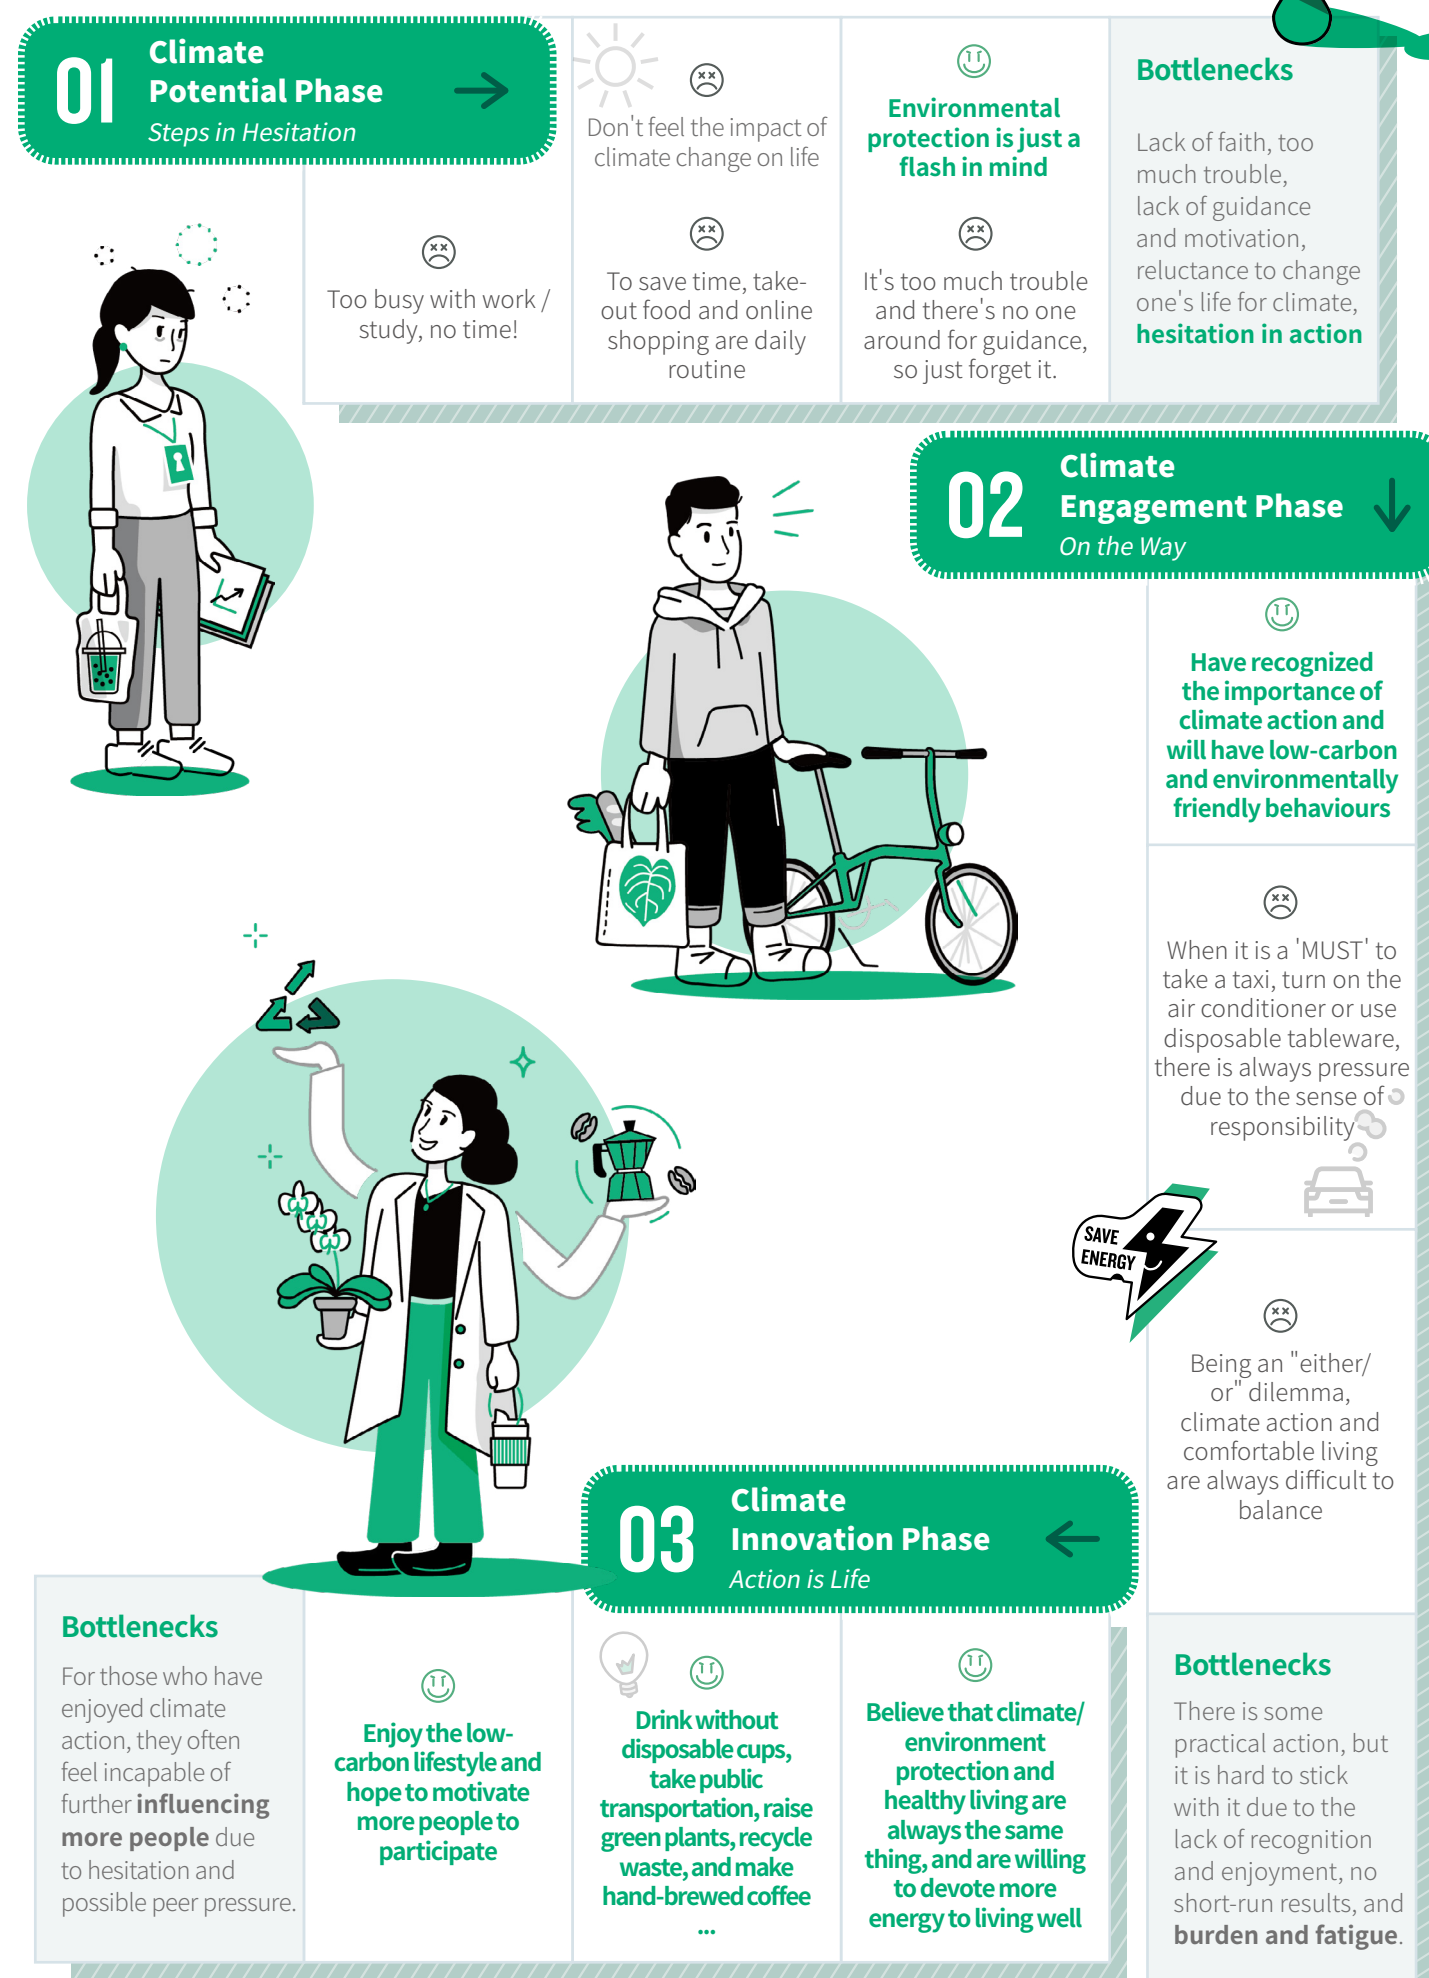 01
Climate
Potential Phase
Steps in Hesitation
Too busy with work /
study, no time!
Don't feel the impact of
climate change on life
To save time, take-
out food and online
shopping are daily
routine
Environmental
protection is just a
flash in mind
It's too much trouble
and there's no one
around for guidance,
so just forget it.
Bottlenecks
Lack of faith, too
much trouble,
lack of guidance
and motivation,
reluctance to change
one's life for climate,
hesitation in action
02
Climate
Engagement Phase
On the Way
Have recognized
the importance of
climate action and
will have low-carbon
and environmentally
friendly behaviours
When it is a 'MUST' to
take a taxi, turn on the
air conditioner or use
disposable tableware,
there is always pressure
due to the sense of
responsibility
SAVE
ENERGY
Being an "either/
or" dilemma,
climate action and
comfortable living
are always difficult to
balance
Bottlenecks
There is some
practical action, but
it is hard to stick
with it due to the
lack of recognition
and enjoyment, no
short-run results, and
burden and fatigue.
03
Climate
Innovation Phase
Action is Life
Believe that climate/
environment
protection and
healthy living are
always the same
thing, and are willing
to devote more
energy to living well
Drink without
disposable cups,
take public
transportation, raise
green plants, recycle
waste, and make
hand-brewed coffee
...
Enjoy the low-
carbon lifestyle and
hope to motivate
more people to
participate
Bottlenecks
For those who have
enjoyed climate
action, they often
feel incapable of
further influencing
more people due
to hesitation and
possible peer pressure.